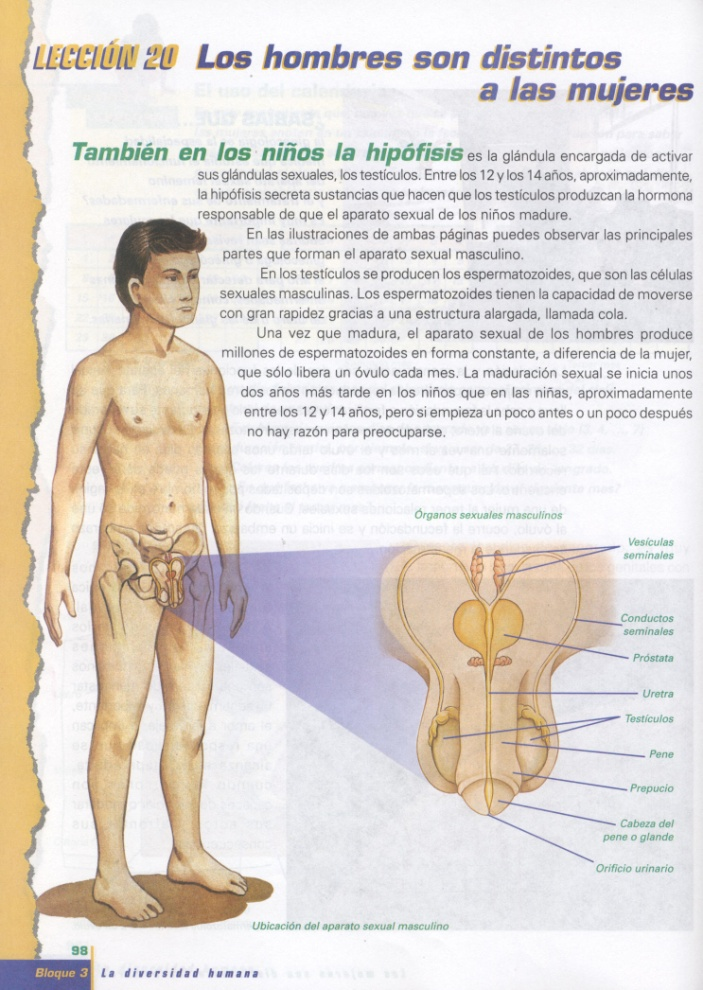 LECCIÓN 20 Los hombres son distintos
a las mujeres
También en los niños la hipófisis es la glándula encargada de activar
sus glándulas sexuales, los testículos. Entre los 12 y los 14 años, aproximadamente,
la hipófisis secreta sustancias que hacen que los testículos produzcan la hormona
responsable de que el aparato sexual de los niños madure.
En las ilustraciones de ambas páginas puedes observar las principales
partes que forman el aparato sexual masculino.
En los testículos se producen los espermatozoides, que son las células
sexuales masculinas. Los espermatozoides tienen la capacidad de moverse
con gran rapidez gracias a una estructura alargada, llamada cola.
Una vez que madura, el aparato sexual de los hombres produce
millones de espermatozoides en forma constante, a diferencia de la mujer,
que sólo libera un óvulo cada mes. La maduración sexual se inicia unos
dos años más tarde en los niños que en las niñas, aproximadamente
entre los 12 y 14 años, pero si empieza un poco antes o un poco después
no hay razón para preocuparse.
Órganos sexuales masculinos
Vesículas
seminales
Conductos
seminales
Próstata
Uretra
Testículos
Pene
Prepucio
Cabeza del
pene o glande
Orificio urinario
Ubicación del aparato sexual masculino
98
Bloque 3 La diversidad humana